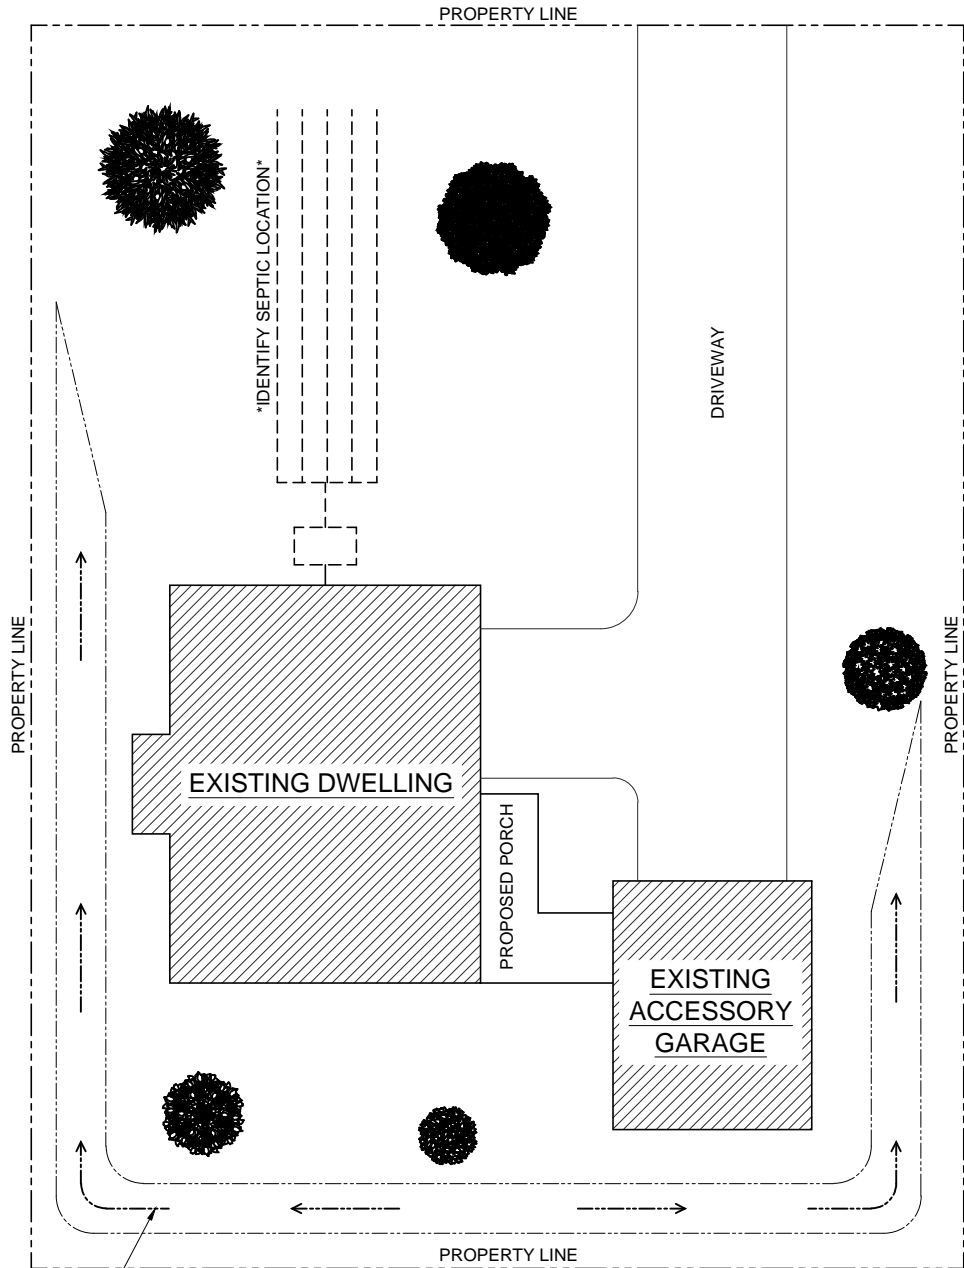 PROPERTY LINE
*IDENTIFY SEPTIC LOCATION*
DRIVEWAY
PROPERTY LINE
PROPERTY LINE
EXISTING DWELLING
PROPOSED PORCH
EXISTING
ACCESSORY
GARAGE
PROPERTY LINE